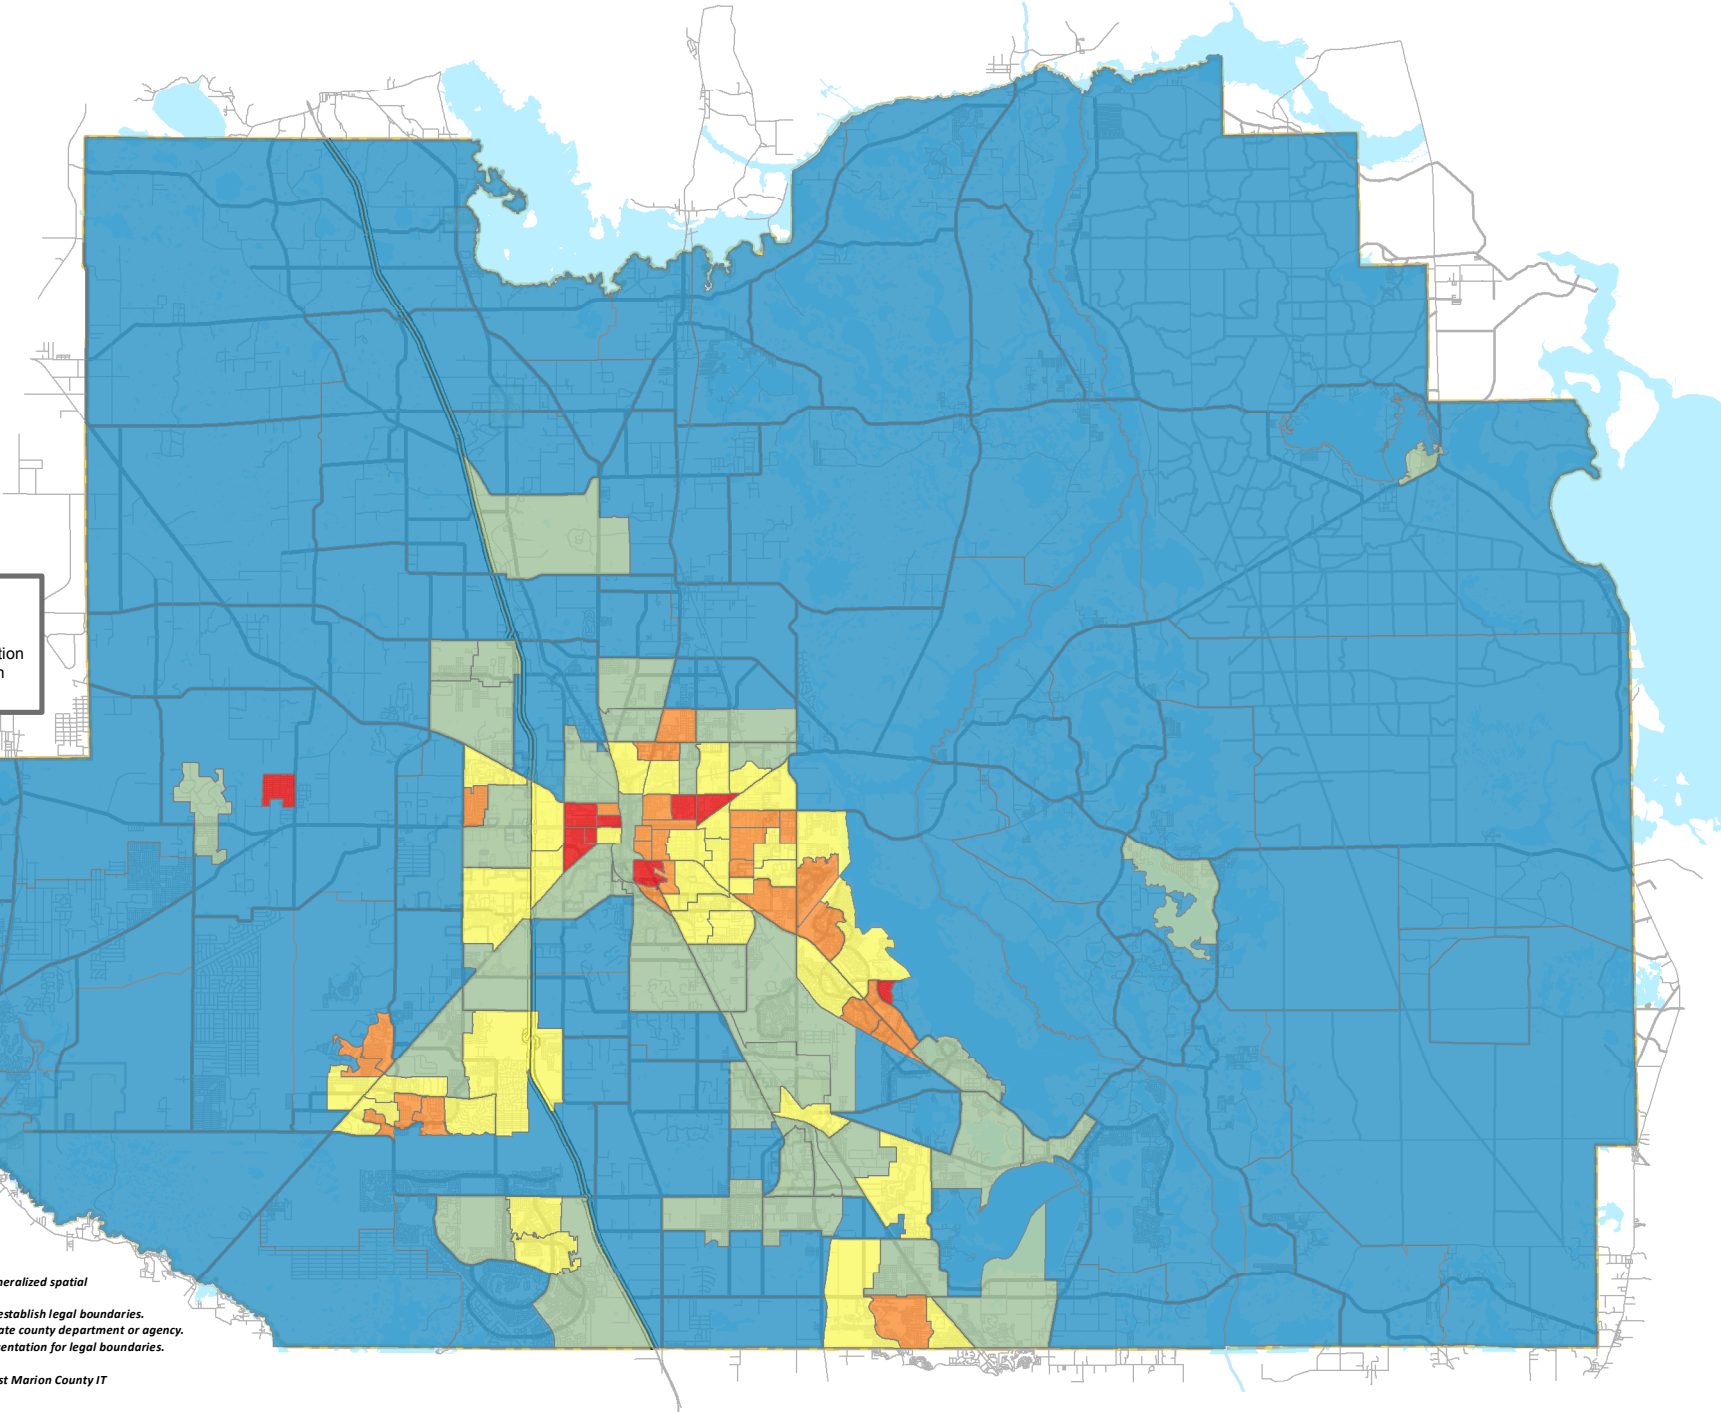 tion
n
neralized spatial
establish legal boundaries.
ate county department or agency.
entation for legal boundaries.
st Marion County IT